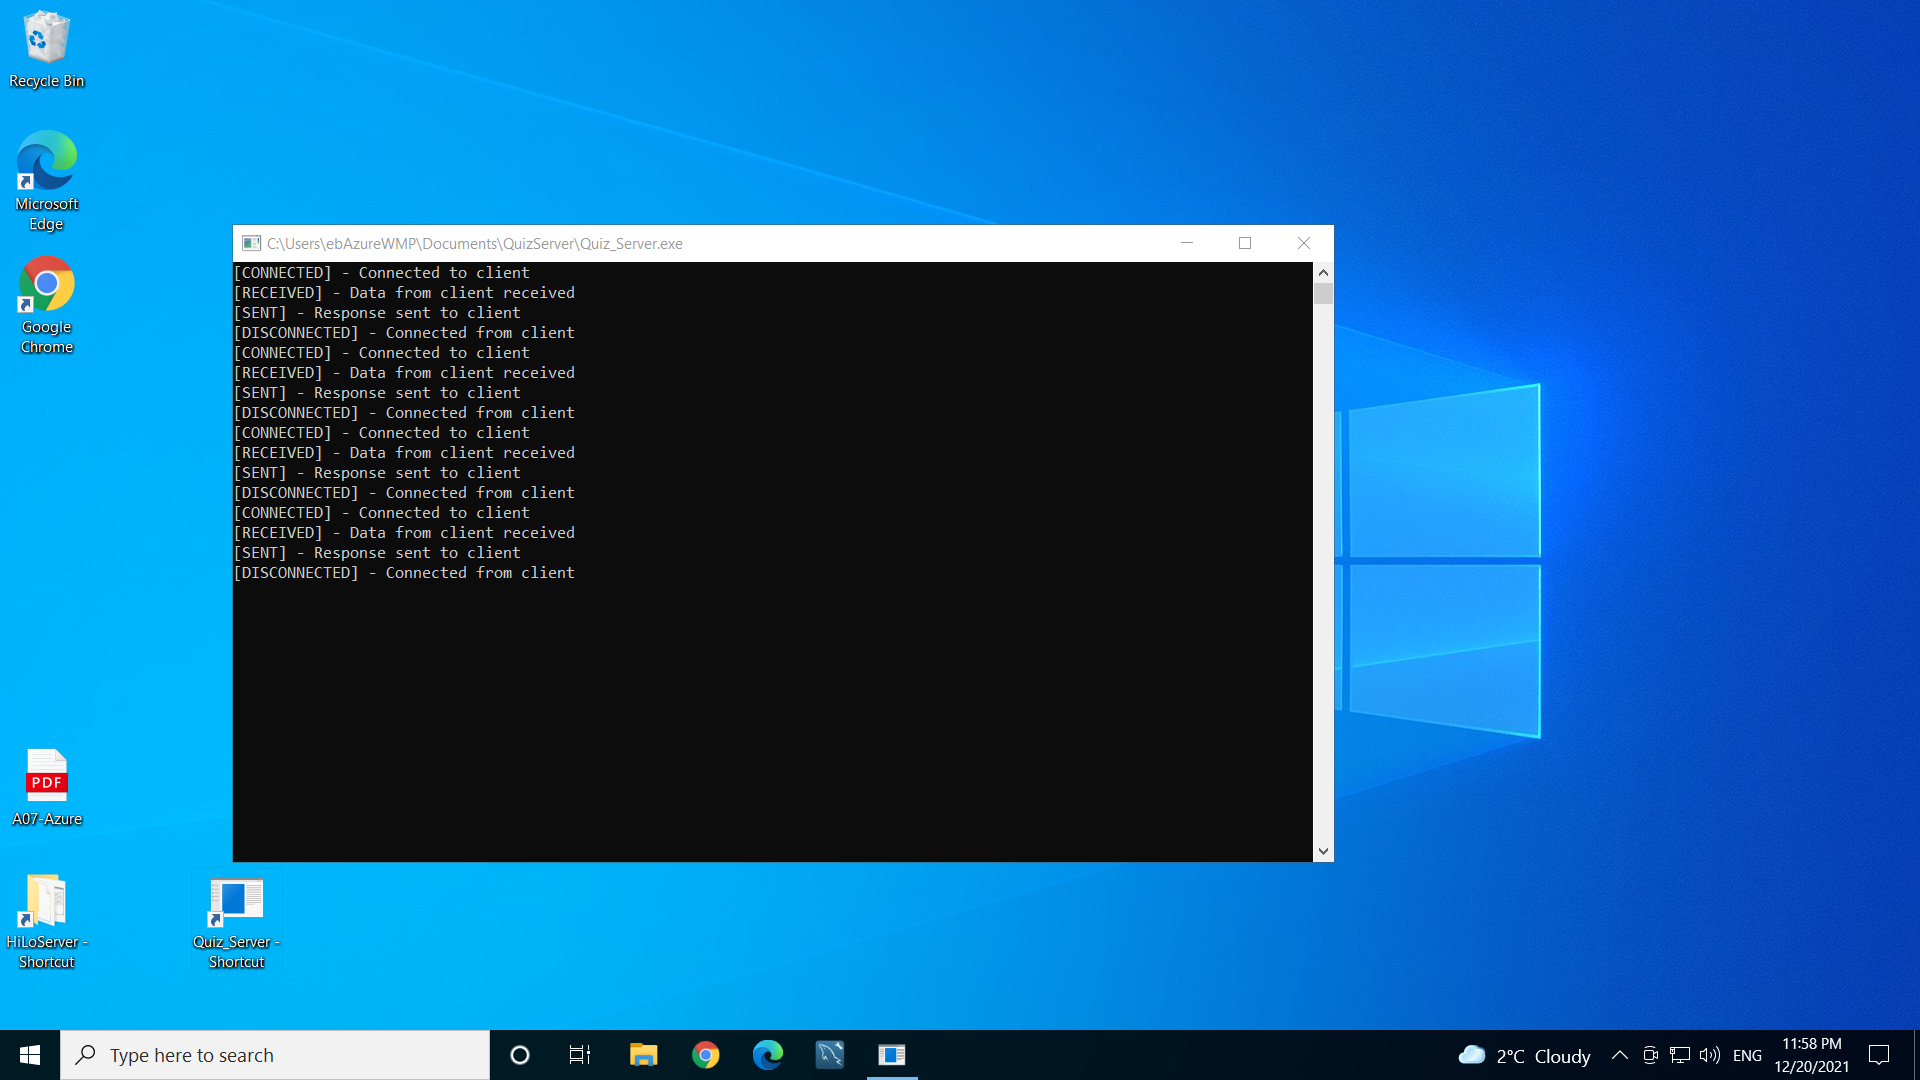 Recycle Bin
Microsoft
Edge
Google
Chrome
C:\Users\ebAzureWMP\Documents\QuizServer\Quiz_Server.exe
[CONNECTED] - Connected to client
[RECEIVED] - Data from client received
[SENT] - Response sent to client
[DISCONNECTED] - Connected from client
[CONNECTED] - Connected to client
[RECEIVED] - Data from client received
[SENT] - Response sent to client
[DISCONNECTED] - Connected from client
[CONNECTED] - Connected to client
[RECEIVED] - Data from client received
[SENT] - Response sent to client
[DISCONNECTED] - Connected from client
[CONNECTED] - Connected to client
[RECEIVED] - Data from client received
[SENT] - Response sent to client
[DISCONNECTED] - Connected from client
PDF
A07-Azure
HiLoServer -
Shortcut
Quiz_Server -
Shortcut
Type here to search
2°C Cloudy
ENG
11:58 PM
12/20/2021